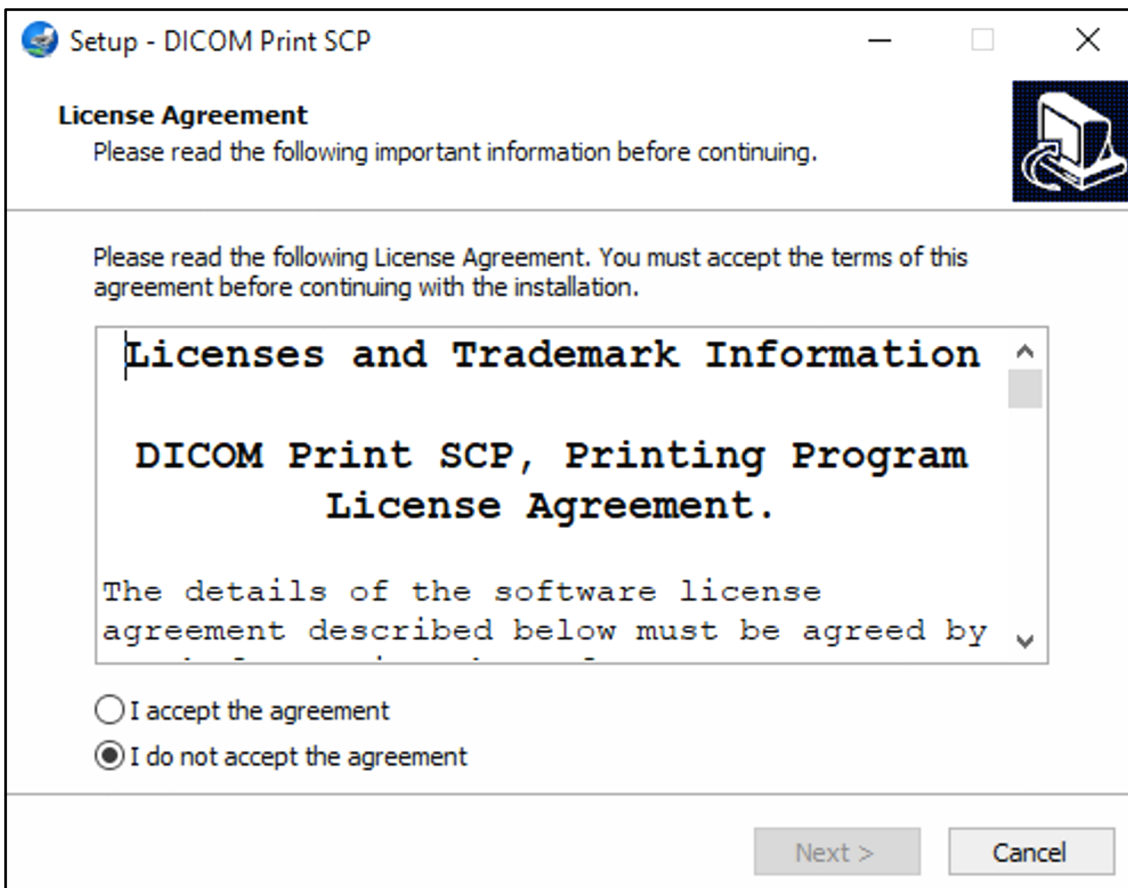 Setup - DICOM Print SCP
License Agreement
Please read the following important information before continuing.
Please read the following License Agreement. You must accept the terms of this
agreement before continuing with the installation.
Licenses and Trademark Information
DICOM Print SCP, Printing Program
License Agreement.
The details of the software license
agreement described below must be agreed by
I accept the agreement
I do not accept the agreement
Next >
Cancel